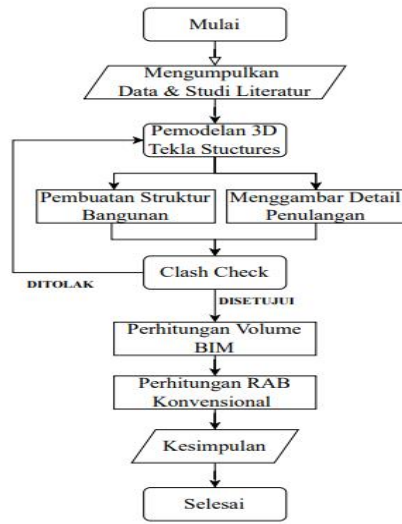 Mulai
Mengumpulkan
Data & Studi Literatur
Pemodelan 3D
Tekla Stuctures
Pembuatan Struktur
Bangunan
Menggambar Detail
Penulangan
Clash Check
DITOLAK
DISETUJUI
Perhitungan Volume
BIM
Perhitungan RAB
Konvensional
Kesimpulan
Selesai